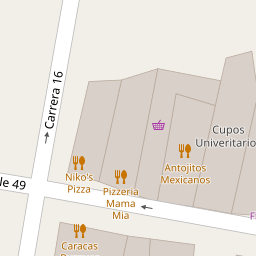 Carrera 16
Cupos
Univeritario
Antojitos
Mexicanos
Niko's
Pizza
Pizzeria
Mama
Mia
le 49
Caracas